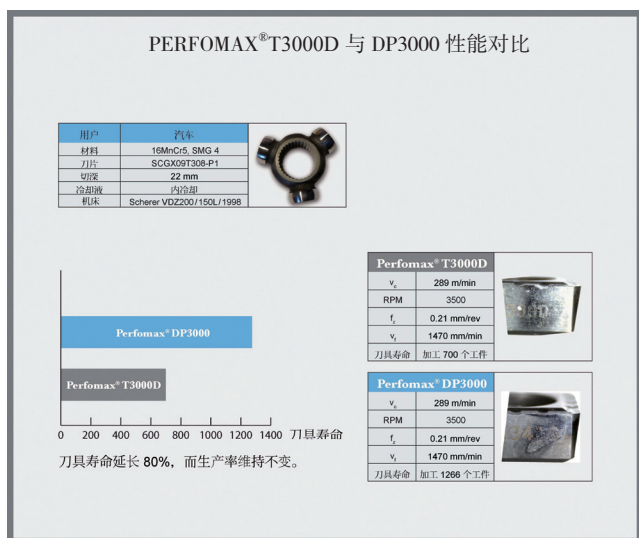 PERFOMAX®T3000D 与 DP3000 性能对比
用户 汽车
材料 16MnCr5, SMG 4
刀片 SCGX09T308-P1
切深 22 mm
冷却液 内冷却
机床 Scherer VDZ200/150L/1998
Perfomax® T3000D
vc 289 m/min
RPM 3500
fz 0.21 mm/rev
vf 1470 mm/min
刀具寿命 加工 700 个工件
Perfomax® DP3000
vc 289 m/min
RPM 3500
fz 0.21 mm/rev
vf 1470 mm/min
刀具寿命 加工 1266 个工件
Perfomax® DP3000
Perfomax® T3000D
0 200 400 600 800 1000 1200 1400 刀具寿命
刀具寿命延长 80%，而生产率维持不变。